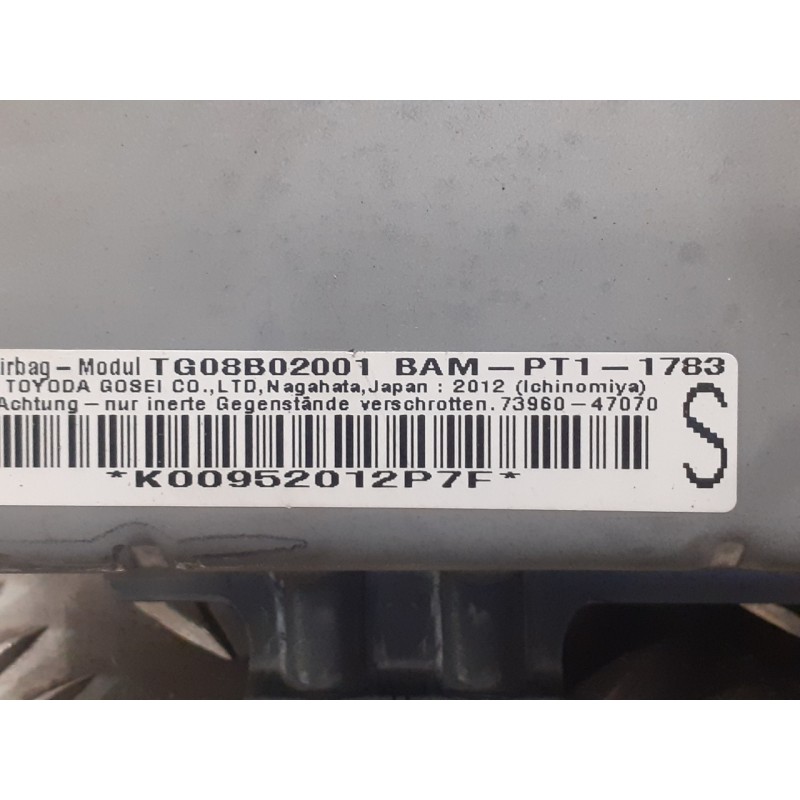 irbag-Modul TG08B02001 BAM-PT1-1783
TOYODA GOSEI CO.,LTD,Nagahata,Japan : 2012 (Ichinomiya)
Achtung-nur inerte Gegenstände verschrotten.73960-47070
S
*K00952012P7F*